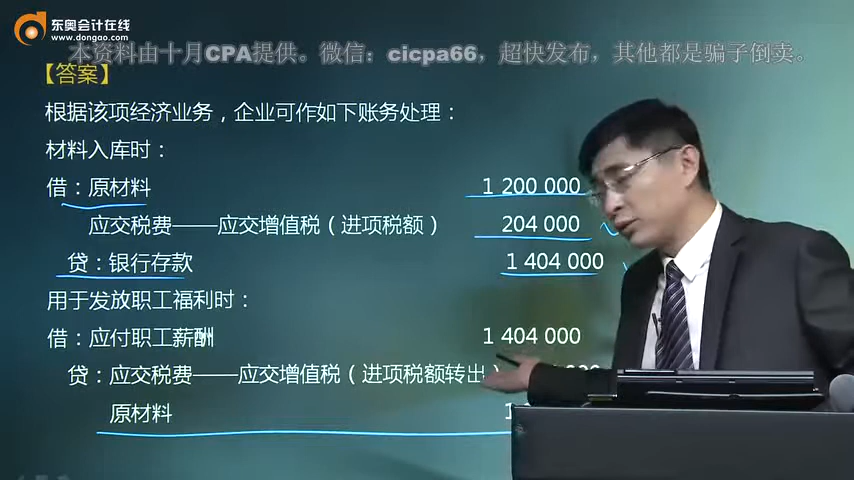 东奥会计在线
www.dongao.com
本资料由十月CPA提供。微信：cicpa66，超快发布，其他都是骗子倒卖。
【答案】
根据该项经济业务，企业可作如下账务处理：
材料入库时：
借：原材料 1 200 000
应交税费——应交增值税（进项税额） 204 000
贷：银行存款 1 404 000
用于发放职工福利时：
借：应付职工薪酬 1 404 000
贷：应交税费——应交增值税（进项税额转出）
原材料